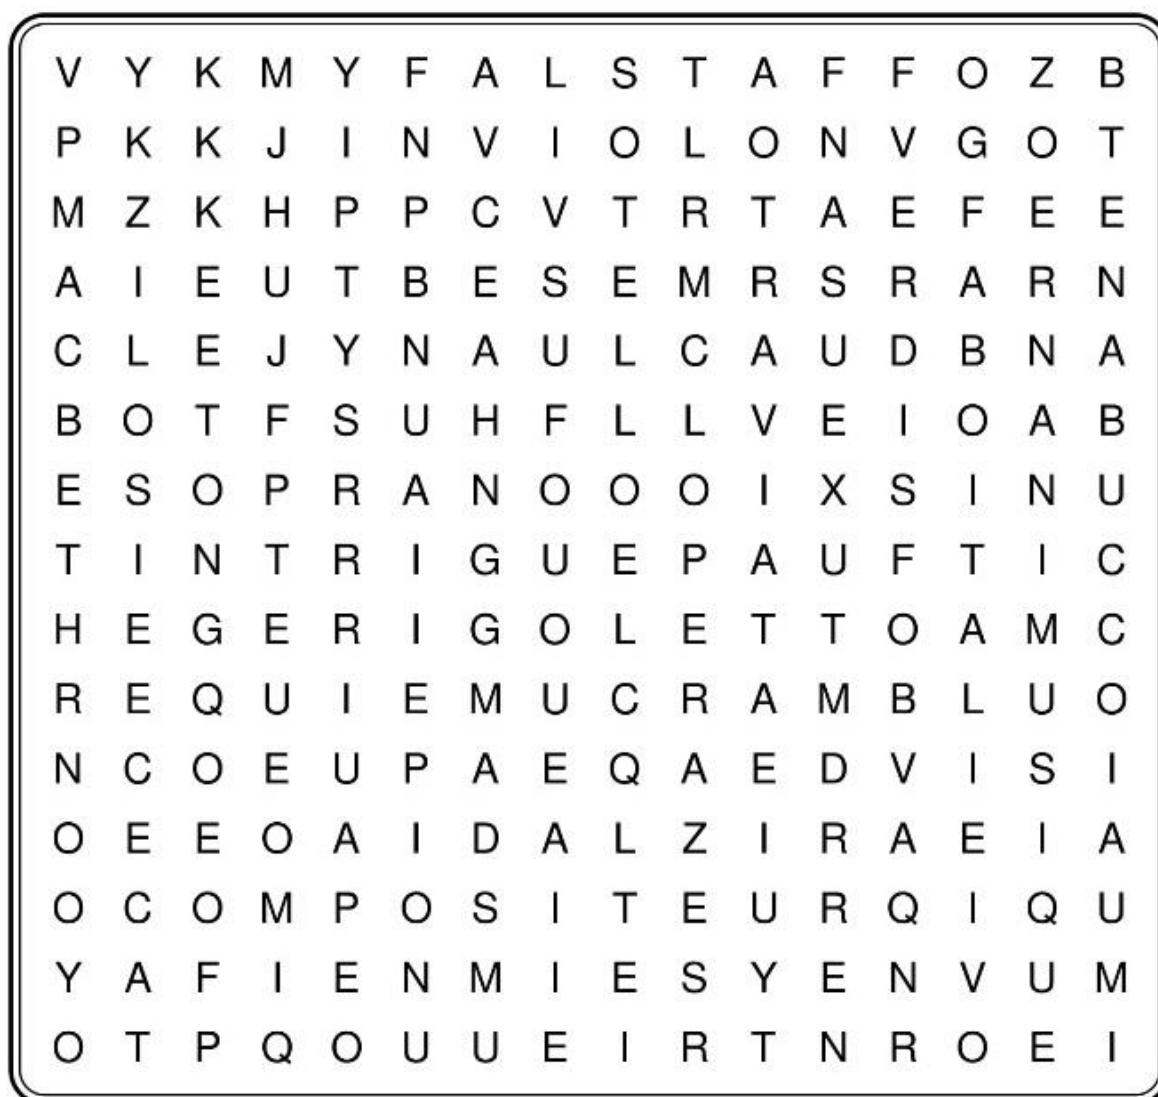 V Y K M Y F A L S T A F F O Z B
P K K J I N V I O L O N V G O T
M Z K H P P C V T R T A E F E E
A I E U T B E S E M R S R A R N
C L E J Y N A U L C A U D B N A
B O T F S U H F L L V E I O A B
E S O P R A N O O O I X S I N U
T I N T R I G U E P A U F T I C
H E G E R I G O L E T T O A M C
R E Q U I E M U C R A M B L U O
N C O E U P A E Q A E D V I S I
O E E O A I D A L Z I R A E I A
O C O M P O S I T E U R Q I Q U
Y A F I E N M I E S Y E N V U M
O T P Q O U U E I R T N R O E I